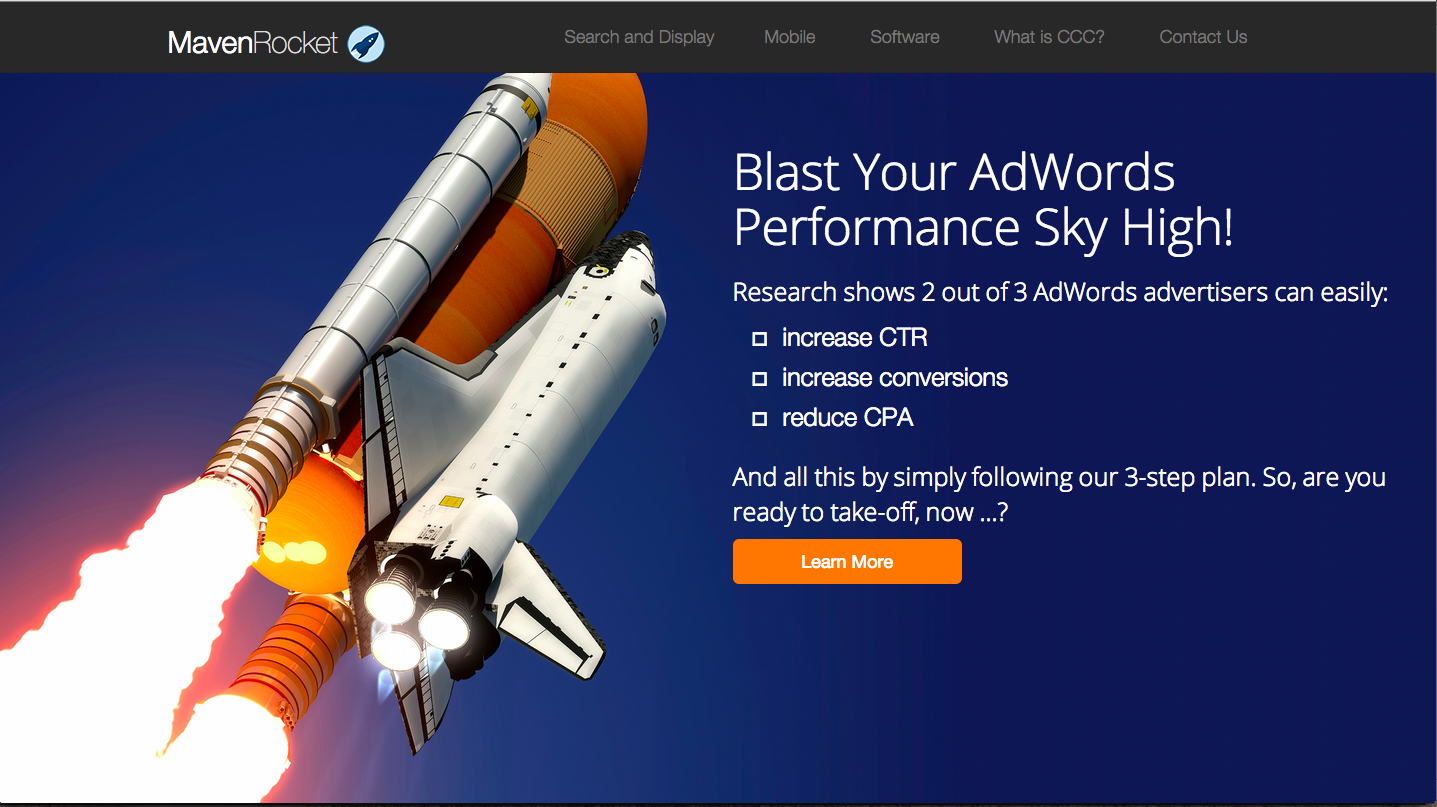 MavenRocket
Search and Display
Mobile
Software
What is CCC?
Contact Us
Blast Your AdWords
Performance Sky High!
Research shows 2 out of 3 AdWords advertisers can easily:
increase CTR
increase conversions
reduce CPA
And all this by simply following our 3-step plan. So, are you
ready to take-off, now ...?
Learn More